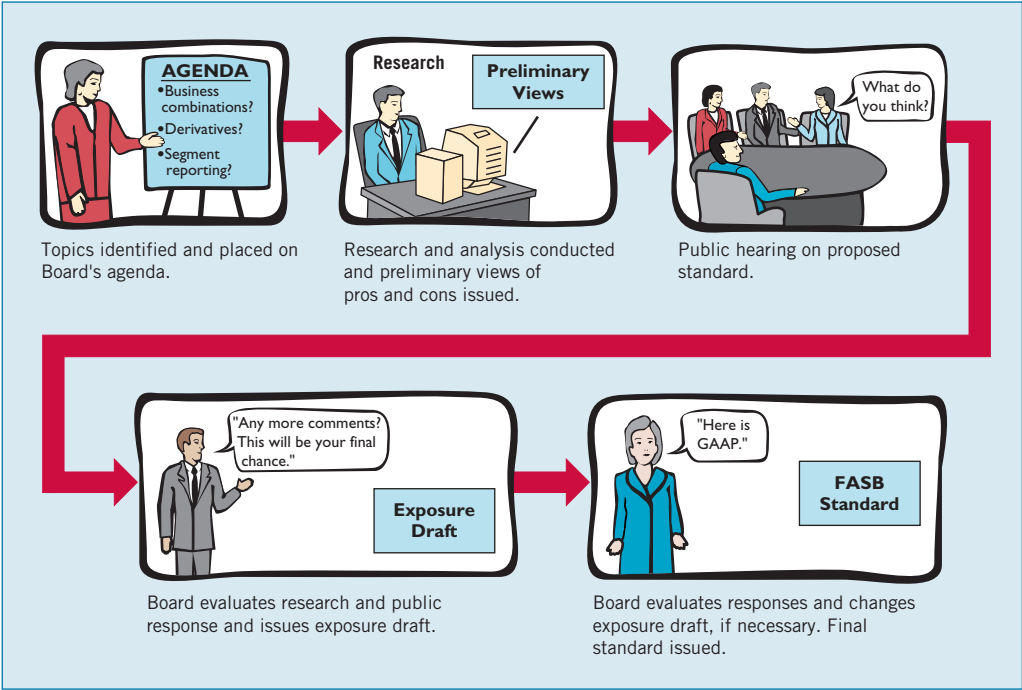 AGENDA
•Business
combinations?
•Derivatives?
•Segment
reporting?
Topics identified and placed on
Board's agenda.
Research
Preliminary
Views
Research and analysis conducted
and preliminary views of
pros and cons issued.
What do
you think?
Public hearing on proposed
standard.
"Any more comments?
This will be your final
chance."
Exposure
Draft
Board evaluates research and public
response and issues exposure draft.
"Here is
GAAP."
FASB
Standard
Board evaluates responses and changes
exposure draft, if necessary. Final
standard issued.